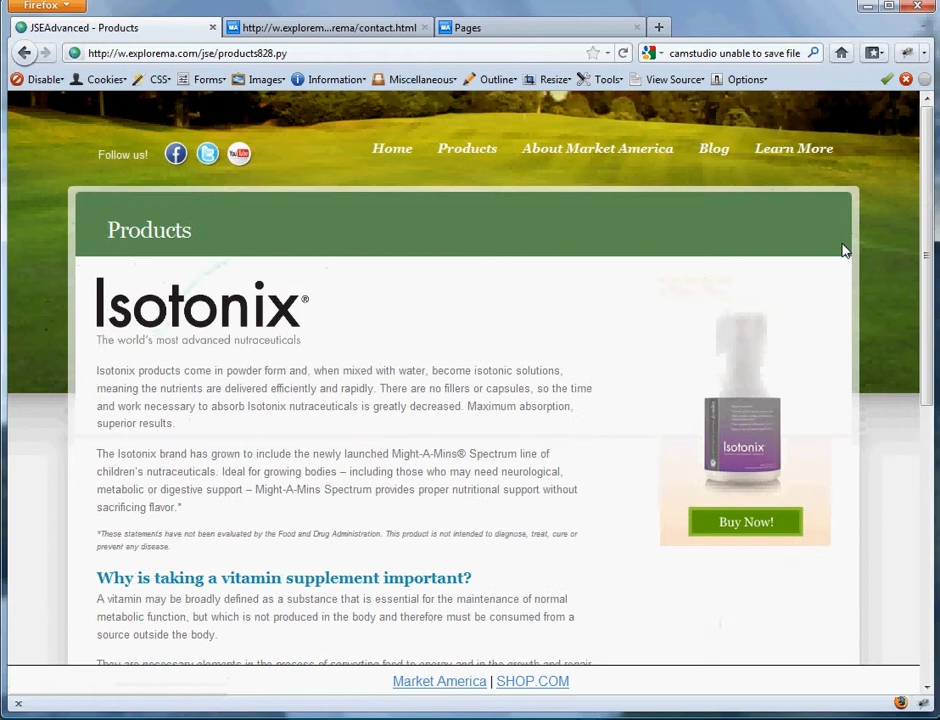 Firefox
JSEAdvanced - Products
http://w.explorem...rema/contact.html
Pages
http://w.explorema.com/jse/products828.py
camstudio unable to save file
Disable
Cookies
CSS
Forms
Images
Information
Miscellaneous
Outline
Resize
Tools
View Source
Options
Follow us!
You Tube
Home
Products
About Market America
Blog
Learn More
Products
Isotonix®
The world's most advanced nutraceuticals
Isotonix products come in powder form and, when mixed with water, become isotonic solutions,
meaning the nutrients are delivered efficiently and rapidly. There are no fillers or capsules, so the time
and work necessary to absorb Isotonix nutraceuticals is greatly decreased. Maximum absorption,
superior results.
The Isotonix brand has grown to include the newly launched Might-A-Mins® Spectrum line of
children's nutraceuticals. Ideal for growing bodies – including those who may need neurological,
metabolic or digestive support – Might-A-Mins Spectrum provides proper nutritional support without
sacrificing flavor.*
*These statements have not been evaluated by the Food and Drug Administration. This product is not intended to diagnose, treat, cure or
prevent any disease.
Isotonix
Buy Now!
Why is taking a vitamin supplement important?
A vitamin may be broadly defined as a substance that is essential for the maintenance of normal
metabolic function, but which is not produced in the body and therefore must be consumed from a
source outside the body.
They are necessary elements in the process of converting food to energy and in the growth and repair
Market America | SHOP.COM